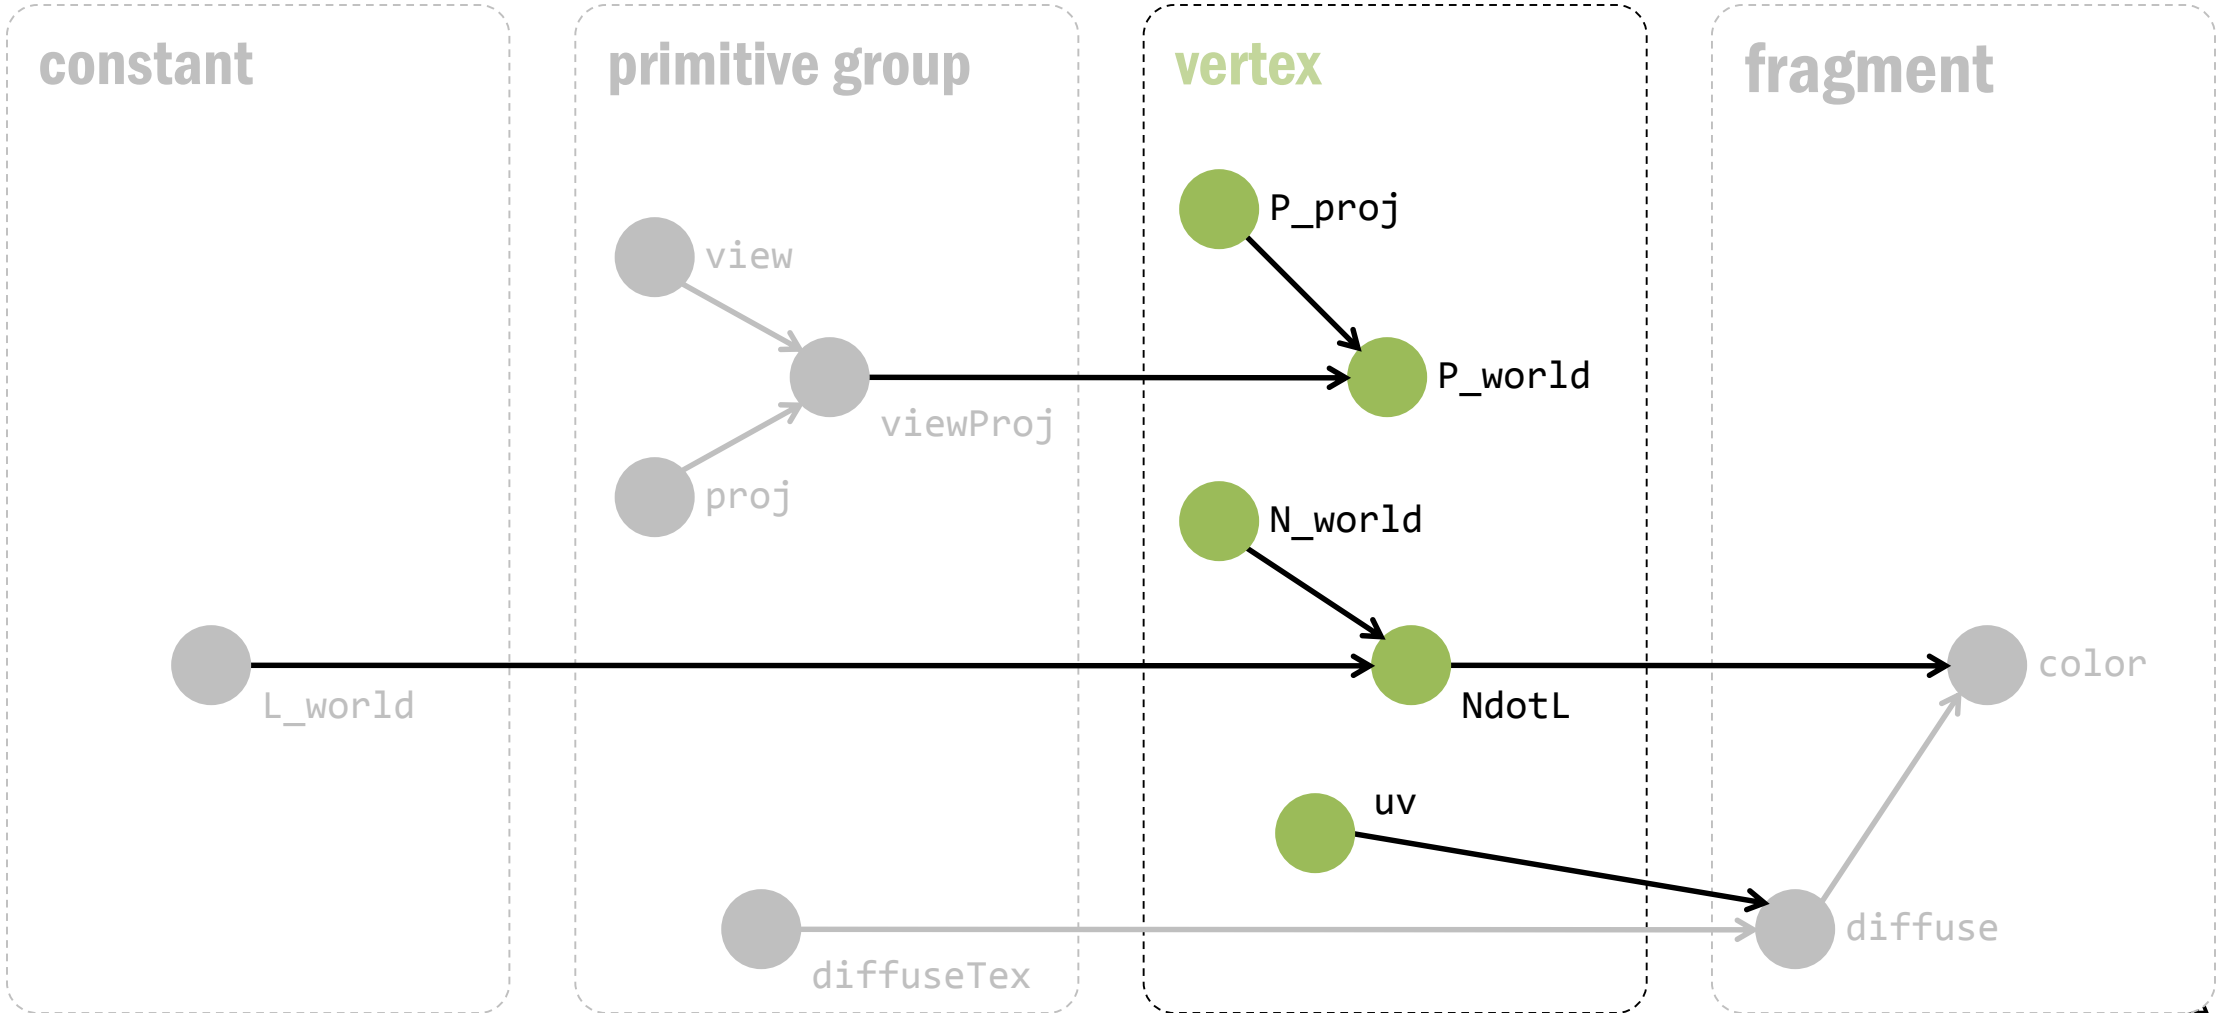 constant
primitive group
vertex
fragment
P_proj
view
P_world
viewProj
proj
N_world
L_world
NdotL
color
uv
diffuseTex
diffuse